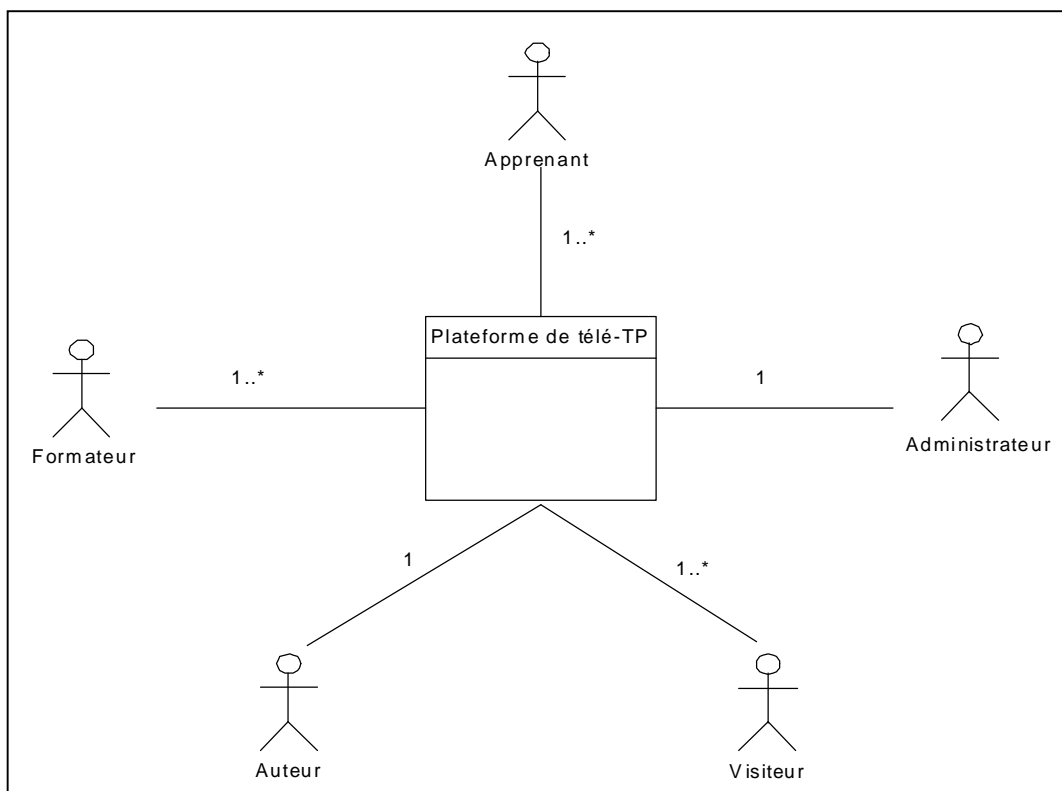 Apprenant
1..*
Plateforme de télé-TP
1..*
1
Formateur
Administrateur
1
1..*
Auteur
Visiteur